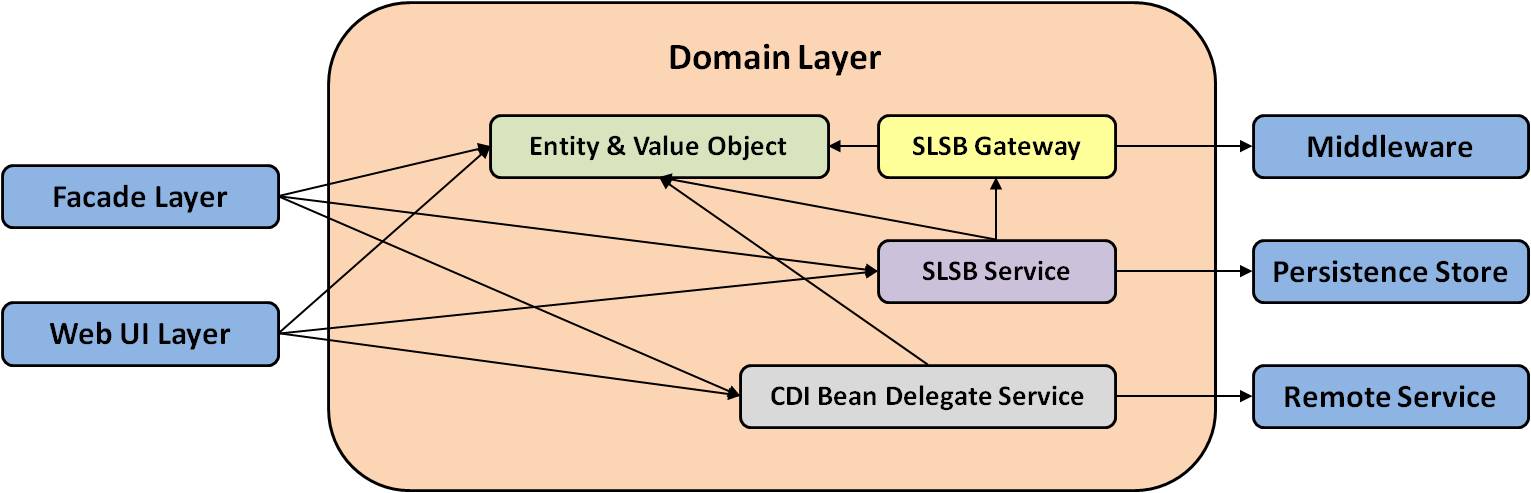 Domain Layer
Entity & Value Object
SLSB Gateway
Middleware
Facade Layer
SLSB Service
Persistence Store
Web UI Layer
CDI Bean Delegate Service
Remote Service